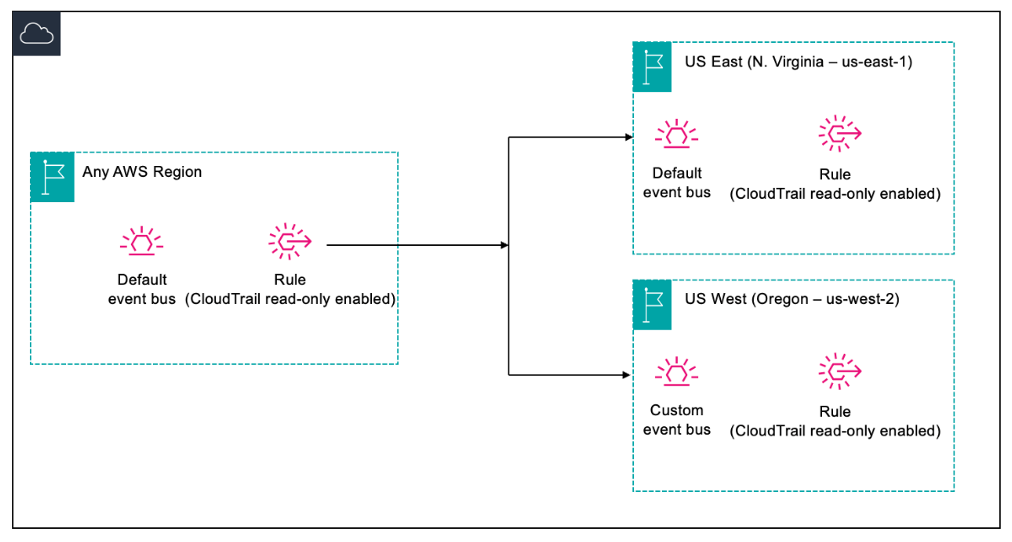 US East (N. Virginia – us-east-1)
Default
event bus
Rule
(CloudTrail read-only enabled)
Any AWS Region
Default
event bus
Rule
(CloudTrail read-only enabled)
US West (Oregon – us-west-2)
Custom
event bus
Rule
(CloudTrail read-only enabled)